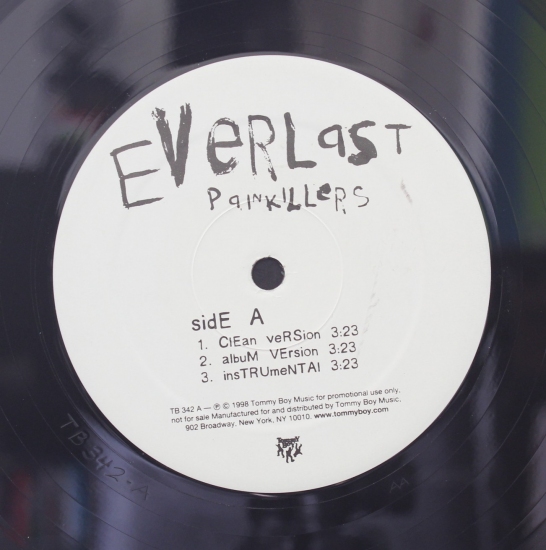 EVeRLasT
PaiNKiLLeRS
sidE A
1. ClEan veRSion 3:23
2. albuM VErsion 3:23
3. insTRUmeNTAl 3:23
TB 342 A — ℗ © 1998 Tommy Boy Music for promotional use only.
not for sale Manufactured for and distributed by Tommy Boy Music.
902 Broadway. New York, NY 10010. www.tommyboy.com.
TB342·A